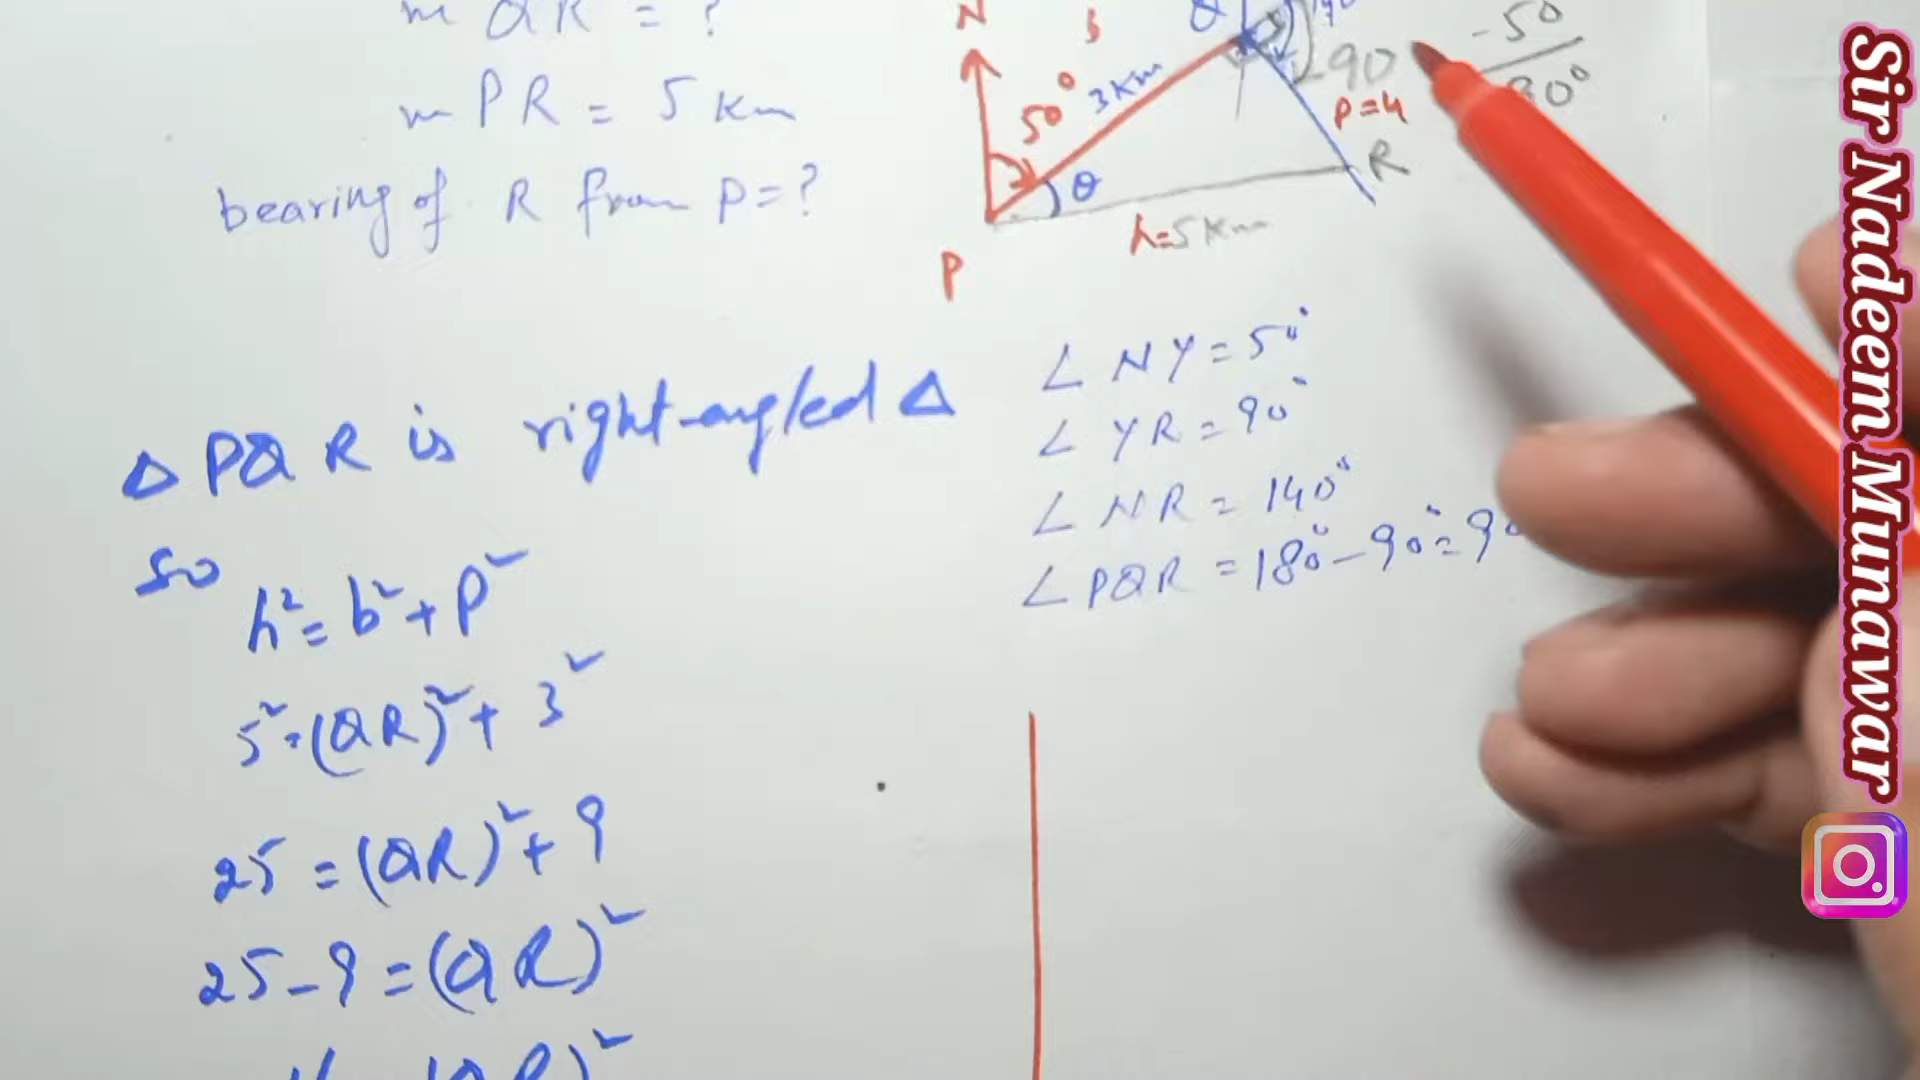 m QR = ?
m PR = 5 Km
bearing of R from P = ?
N
50°
3 Km
Q
140
90
- 50
P = 4
R
θ
h = 5 Km
P
∠ NY = 50°
∠ YR = 90°
∠ NR = 140°
∠ PQR = 180° - 90° = 90
△ PQR is right-angled △
so
h² = b² + P²
5² = (QR)² + 3²
25 = (QR)² + 9
25 - 9 = (QR)²
Sir Nadeem Munawar